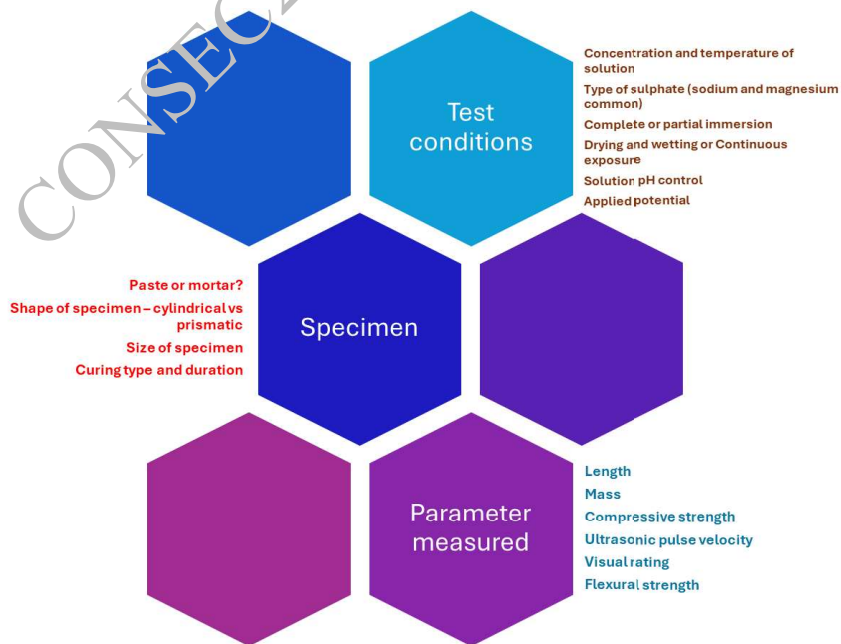 CONSEC2
Test
conditions
Concentration and temperature of
solution
Type of sulphate (sodium and magnesium
common)
Complete or partial immersion
Drying and wetting or Continuous
exposure
Solution pH control
Applied potential
Paste or mortar?
Shape of specimen – cylindrical vs
prismatic
Size of specimen
Curing type and duration
Specimen
Parameter
measured
Length
Mass
Compressive strength
Ultrasonic pulse velocity
Visual rating
Flexural strength